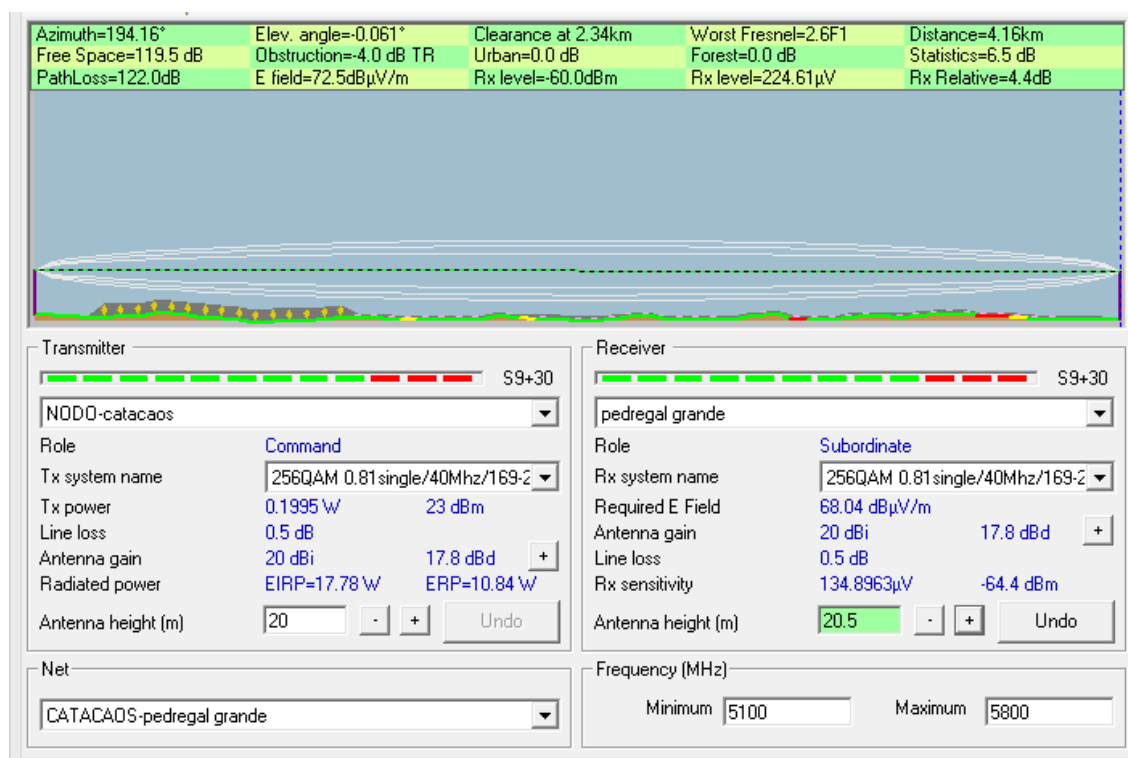 Azimuth=194.16° Elev. angle=-0.061° Clearance at 2.34km Worst Fresnel=2.6F1 Distance=4.16km
Free Space=119.5 dB Obstruction=-4.0 dB TR Urban=0.0 dB Forest=0.0 dB Statistics=6.5 dB
PathLoss=122.0dB E field=72.5dBµV/m Rx level=-60.0dBm Rx level=224.61µV Rx Relative=4.4dB
Transmitter
S9+30
NODO-catacaos
Role Command
Tx system name 256QAM 0.81single/40Mhz/169-2
Tx power 0.1995 W 23 dBm
Line loss 0.5 dB
Antenna gain 20 dBi 17.8 dBd +
Radiated power EIRP=17.78 W ERP=10.84 W
Antenna height (m) 20 - + Undo
Net
CATACAOS-pedregal grande
Receiver
S9+30
pedregal grande
Role Subordinate
Rx system name 256QAM 0.81single/40Mhz/169-2
Required E Field 68.04 dBµV/m
Antenna gain 20 dBi 17.8 dBd +
Line loss 0.5 dB
Rx sensitivity 134.8963µV -64.4 dBm
Antenna height (m) 20.5 - + Undo
Frequency (MHz)
Minimum 5100 Maximum 5800